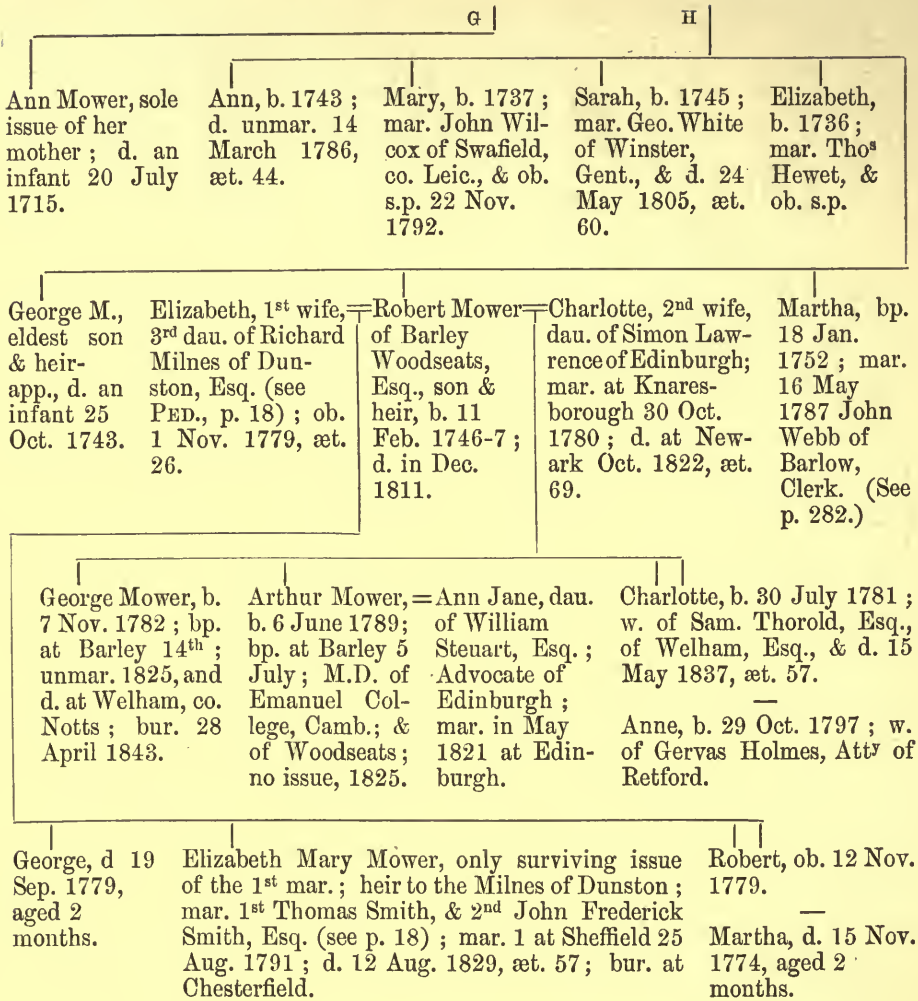 G H
Ann Mower, sole
issue of her
mother ; d. an
infant 20 July
1715.
Ann, b. 1743 ;
d. unmar. 14
March 1786,
æt. 44.
Mary, b. 1737 ;
mar. John Wil-
cox of Swafield,
co. Leic., & ob.
s.p. 22 Nov.
1792.
Sarah, b. 1745 ;
mar. Geo. White
of Winster,
Gent., & d. 24
May 1805, æt.
60.
Elizabeth,
b. 1736 ;
mar. Thoˢ
Hewet, &
ob. s.p.
George M.,
eldest son
& heir-
app., d. an
infant 25
Oct. 1743.
Elizabeth, 1ˢᵗ wife,
3ʳᵈ dau. of Richard
Milnes of Dun-
ston, Esq. (see
PED., p. 18) ; ob.
1 Nov. 1779, æt.
26.
Robert Mower
of Barley
Woodseats,
Esq., son &
heir, b. 11
Feb. 1746-7 ;
d. in Dec.
1811.
Charlotte, 2ⁿᵈ wife,
dau. of Simon Law-
rence of Edinburgh;
mar. at Knares-
borough 30 Oct.
1780 ; d. at New-
ark Oct. 1822, æt.
69.
Martha, bp.
18 Jan.
1752 ; mar.
16 May
1787 John
Webb of
Barlow,
Clerk. (See
p. 282.)
George Mower, b.
7 Nov. 1782 ; bp.
at Barley 14ᵗʰ ;
unmar. 1825, and
d. at Welham, co.
Notts ; bur. 28
April 1843.
Arthur Mower, =
b. 6 June 1789;
bp. at Barley 5
July ; M.D. of
Emanuel Col-
lege, Camb.; &
of Woodseats ;
no issue, 1825.
Ann Jane, dau.
of William
Steuart, Esq. ;
Advocate of
Edinburgh ;
mar. in May
1821 at Edin-
burgh.
Charlotte, b. 30 July 1781 ;
w. of Sam. Thorold, Esq.,
of Welham, Esq., & d. 15
May 1837, æt. 57.
—
Anne, b. 29 Oct. 1797 ; w.
of Gervas Holmes, Attʸ of
Retford.
George, d 19
Sep. 1779,
aged 2
months.
Elizabeth Mary Mower, only surviving issue
of the 1ˢᵗ mar. ; heir to the Milnes of Dunston ;
mar. 1ˢᵗ Thomas Smith, & 2ⁿᵈ John Frederick
Smith, Esq. (see p. 18) ; mar. 1 at Sheffield 25
Aug. 1791 ; d. 12 Aug. 1829, æt. 57 ; bur. at
Chesterfield.
Robert, ob. 12 Nov.
1779.
—
Martha, d. 15 Nov.
1774, aged 2
months.